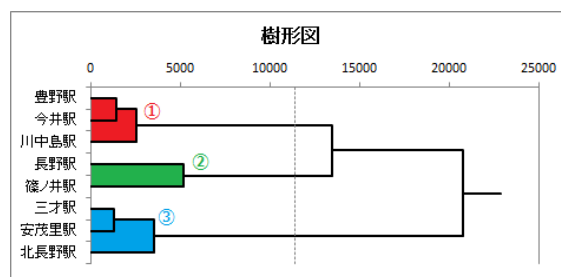 樹形図
0 5000 10000 15000 20000 25000
豊野駅
今井駅
川中島駅
長野駅
篠ノ井駅
三才駅
安茂里駅
北長野駅
①
②
③